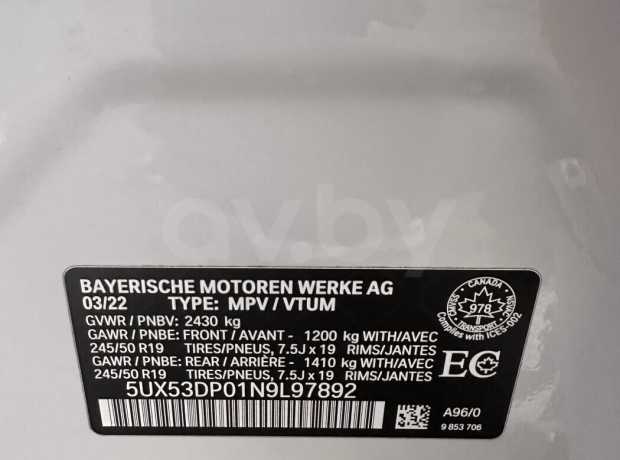 av.by
BAYERISCHE MOTOREN WERKE AG
03/22 TYPE: MPV / VTUM
GVWR / PNBV: 2430 kg
GAWR / PNBE: FRONT / AVANT - 1200 kg WITH/AVEC
245/50 R19 TIRES/PNEUS, 7.5J x 19 RIMS/JANTES
GAWR / PNBE: REAR / ARRIÈRE - 1410 kg WITH/AVEC
245/50 R19 TIRES/PNEUS, 7.5J x 19 RIMS/JANTES
5UX53DP01N9L97892
CANADA
978
TRANSPORT
Complies with ICES-002
EC
A96/0
9 853 706